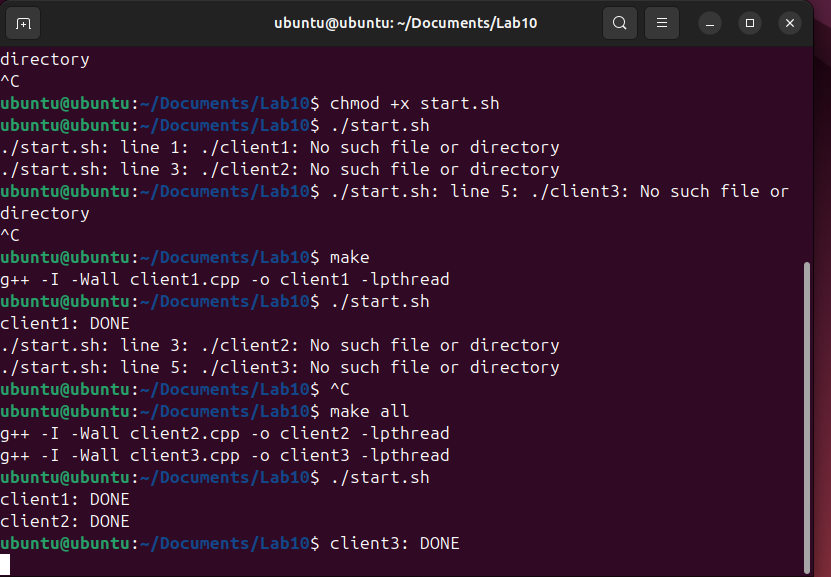 ubuntu@ubuntu: ~/Documents/Lab10
directory
^C
ubuntu@ubuntu:~/Documents/Lab10$ chmod +x start.sh
ubuntu@ubuntu:~/Documents/Lab10$ ./start.sh
./start.sh: line 1: ./client1: No such file or directory
./start.sh: line 3: ./client2: No such file or directory
ubuntu@ubuntu:~/Documents/Lab10$ ./start.sh: line 5: ./client3: No such file or
directory
^C
ubuntu@ubuntu:~/Documents/Lab10$ make
g++ -I -Wall client1.cpp -o client1 -lpthread
ubuntu@ubuntu:~/Documents/Lab10$ ./start.sh
client1: DONE
./start.sh: line 3: ./client2: No such file or directory
./start.sh: line 5: ./client3: No such file or directory
ubuntu@ubuntu:~/Documents/Lab10$ ^C
ubuntu@ubuntu:~/Documents/Lab10$ make all
g++ -I -Wall client2.cpp -o client2 -lpthread
g++ -I -Wall client3.cpp -o client3 -lpthread
ubuntu@ubuntu:~/Documents/Lab10$ ./start.sh
client1: DONE
client2: DONE
ubuntu@ubuntu:~/Documents/Lab10$ client3: DONE